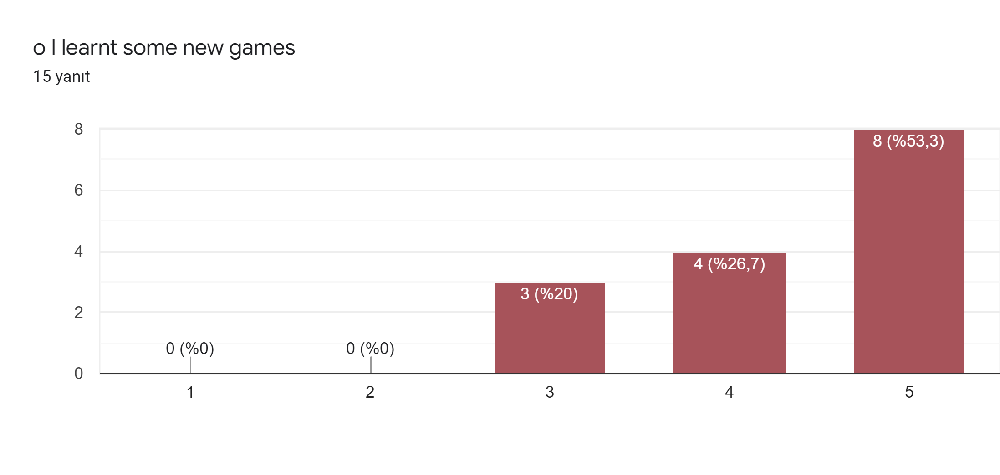 o I learnt some new games
15 yanıt
8
8 (%53,3)
6
4
4 (%26,7)
3 (%20)
2
0 (%0) 0 (%0)
0
1 2 3 4 5